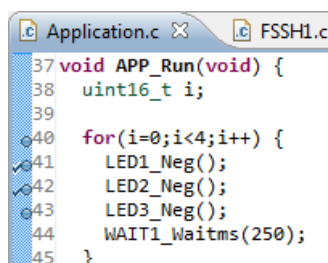 Application.c FSSH1.c
37 void APP_Run(void) {
38 uint16_t i;
39
40 for(i=0;i<4;i++) {
41 LED1_Neg();
42 LED2_Neg();
43 LED3_Neg();
44 WAIT1_Waitms(250);
45 }